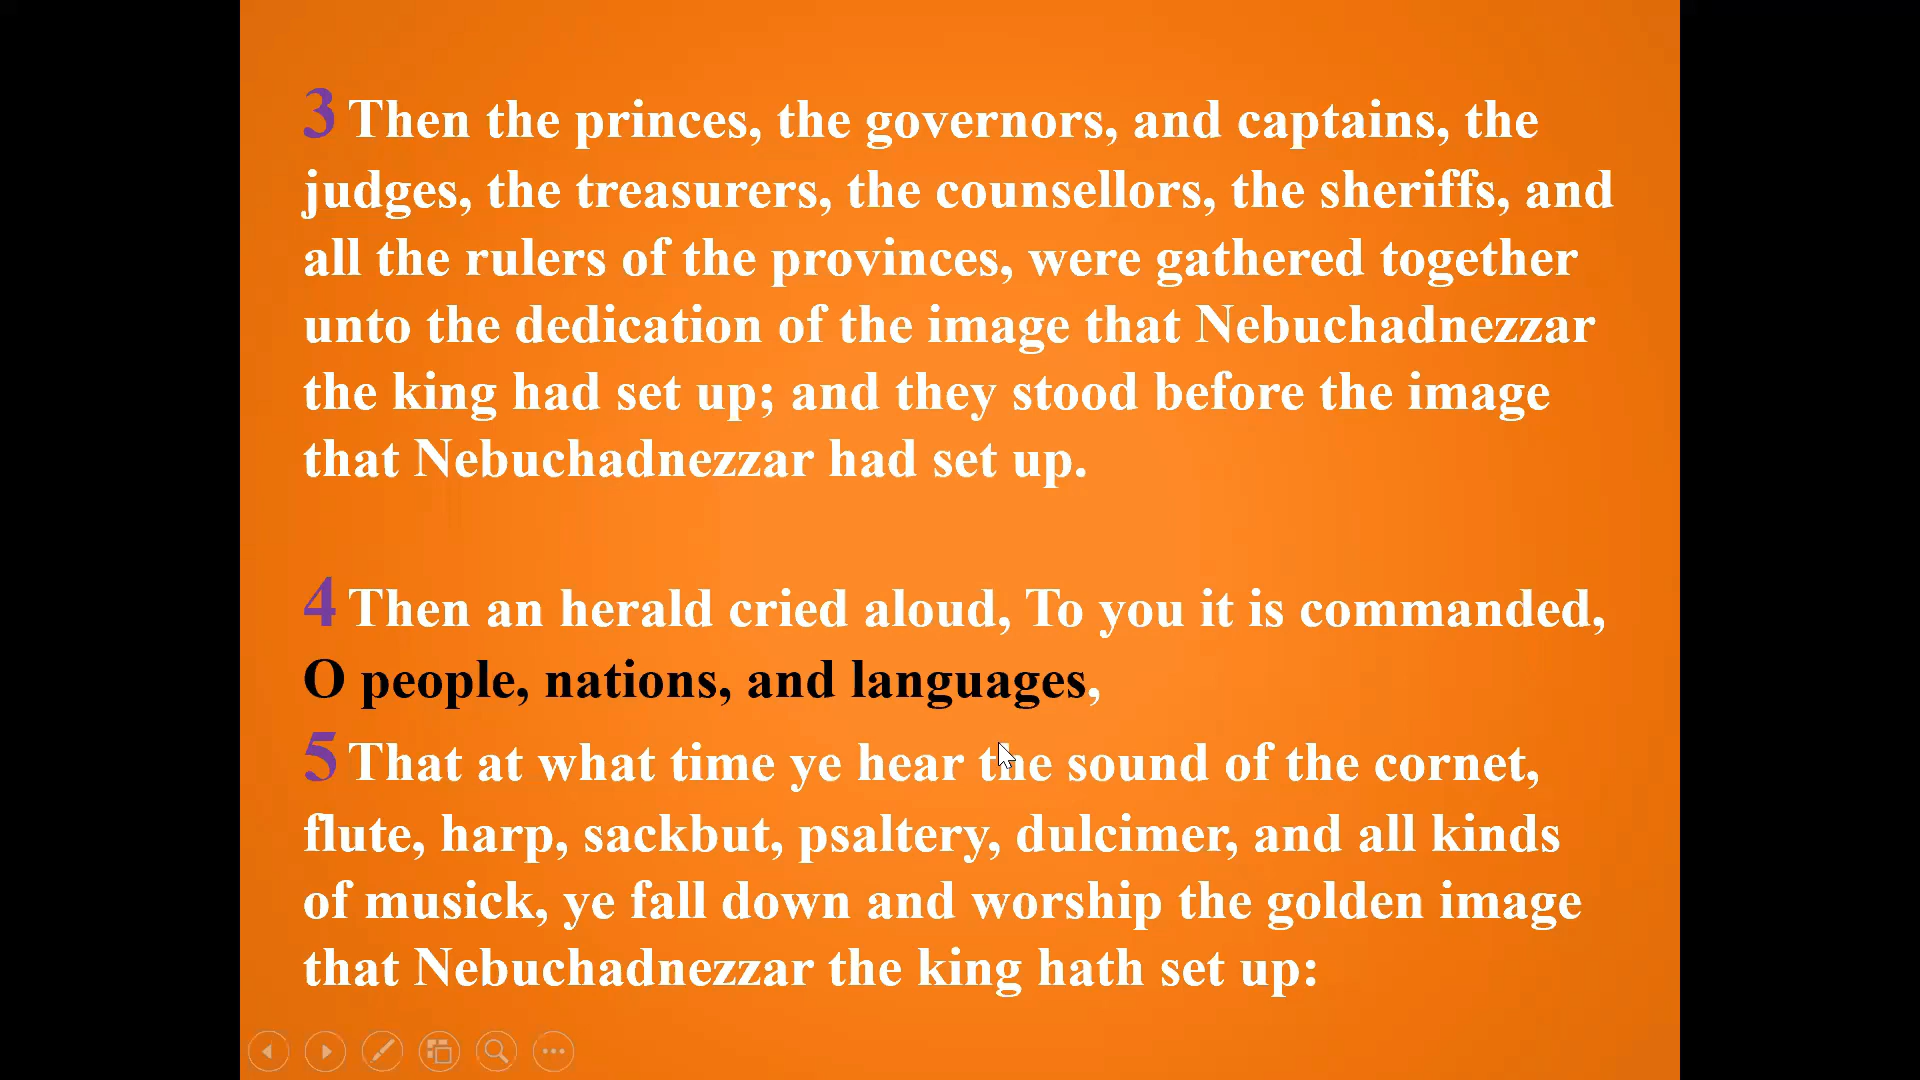 3 Then the princes, the governors, and captains, the
judges, the treasurers, the counsellors, the sheriffs, and
all the rulers of the provinces, were gathered together
unto the dedication of the image that Nebuchadnezzar
the king had set up; and they stood before the image
that Nebuchadnezzar had set up.
4 Then an herald cried aloud, To you it is commanded,
O people, nations, and languages,
5 That at what time ye hear the sound of the cornet,
flute, harp, sackbut, psaltery, dulcimer, and all kinds
of musick, ye fall down and worship the golden image
that Nebuchadnezzar the king hath set up: